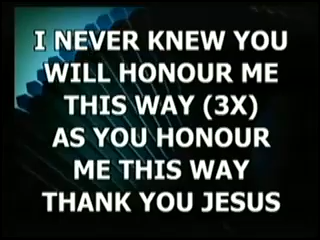 I NEVER KNEW YOU
WILL HONOUR ME
THIS WAY (3X)
AS YOU HONOUR
ME THIS WAY
THANK YOU JESUS